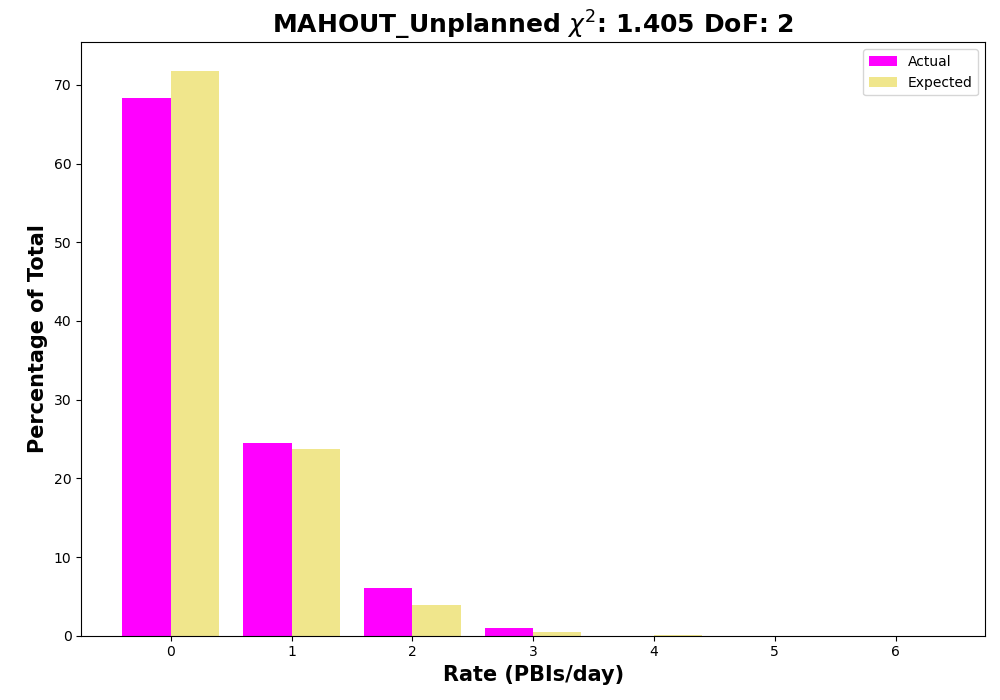 MAHOUT_Unplanned χ²: 1.405 DoF: 2
Actual
Expected
Percentage of Total
70
60
50
40
30
20
10
0
0 1 2 3 4 5 6
Rate (PBIs/day)